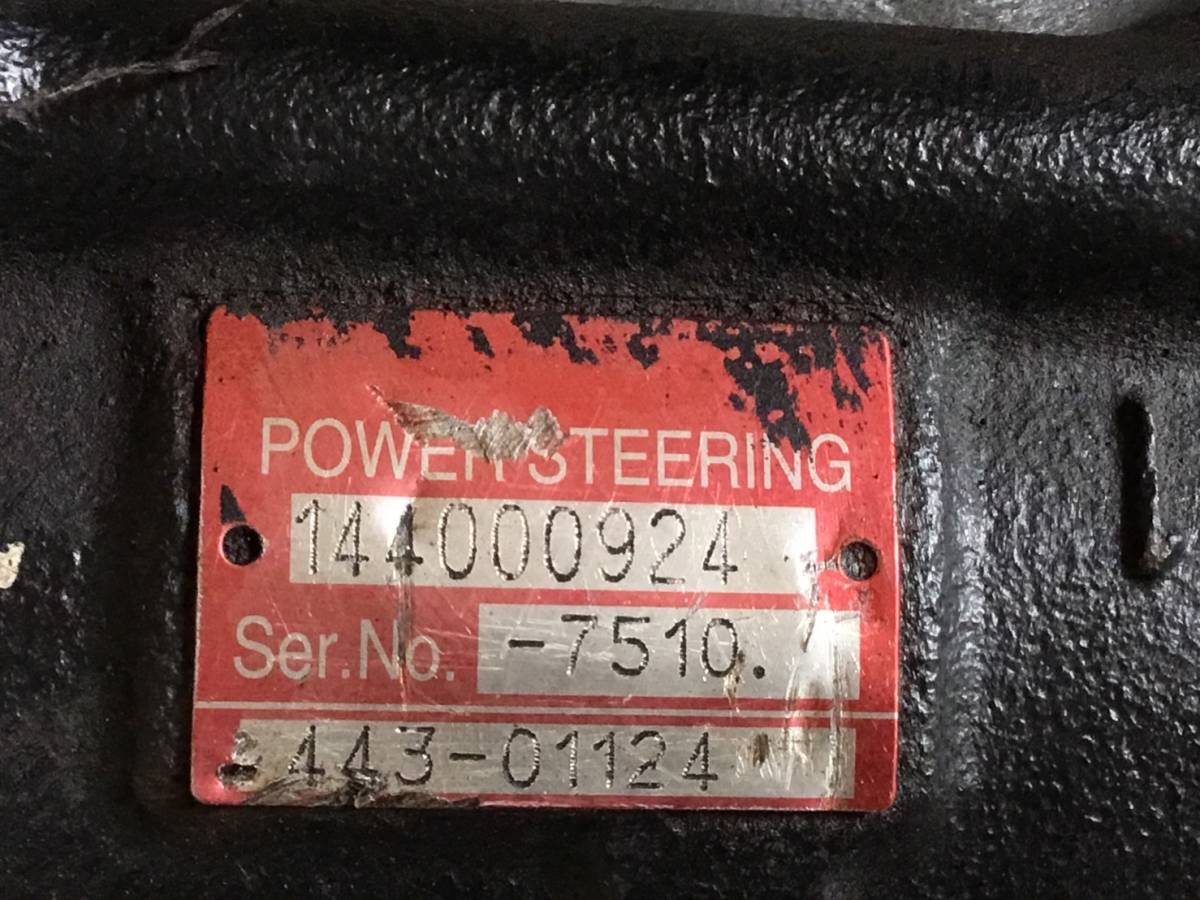 POWER STEERING
144000924
Ser.No. -7510.
443-01124